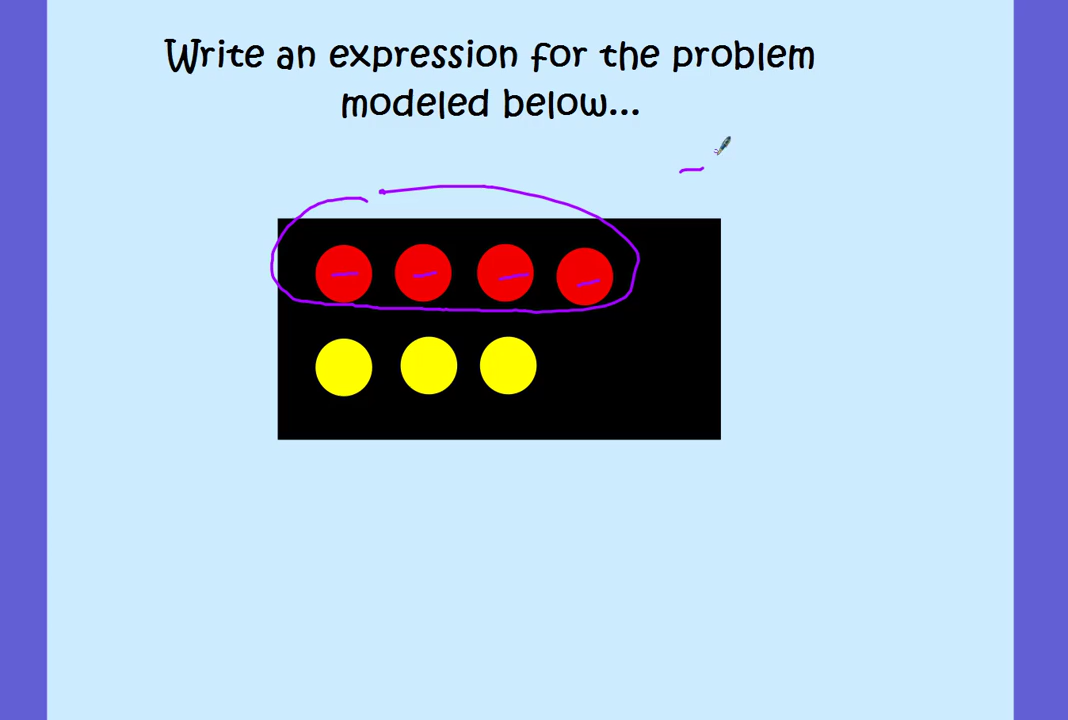 Write an expression for the problem
modeled below...
-
- - - -